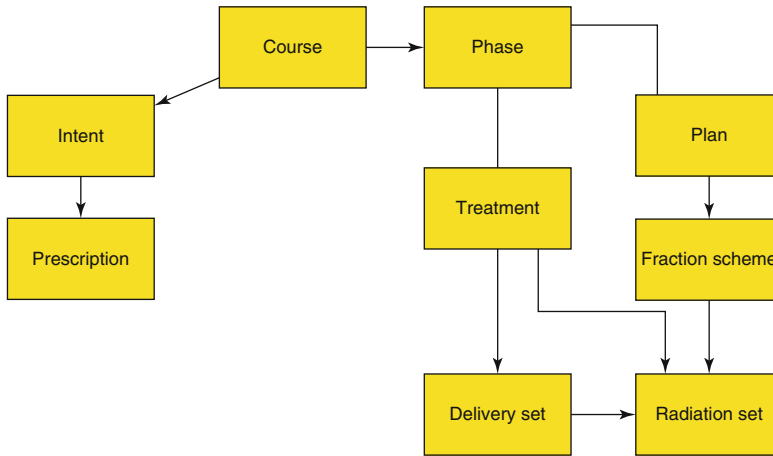 Course
Phase
Intent
Plan
Treatment
Prescription
Fraction scheme
Delivery set
Radiation set